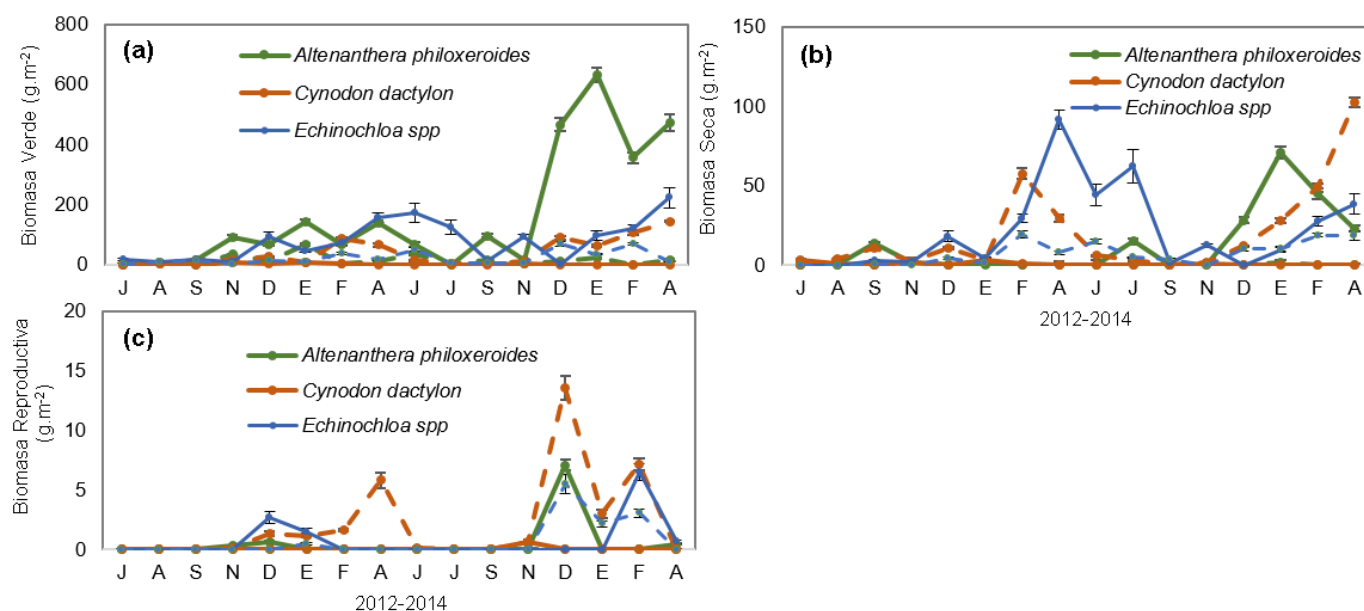 800
600
400
200
0
Biomasa Verde (g.m-2)
(a)
Altenanthera philoxeroides
Cynodon dactylon
Echinochloa spp
J A S N D E F A J J S N D E F A
150
100
50
0
Biomasa Seca (g.m-2)
(b)
Altenanthera philoxeroides
Cynodon dactylon
Echinochloa spp
J A S N D E F A J J S N D E F A
2012-2014
20
15
10
5
0
Biomasa Reproductiva
(g.m-2)
(c)
Altenanthera philoxeroides
Cynodon dactylon
Echinochloa spp
J A S N D E F A J J S N D E F A
2012-2014